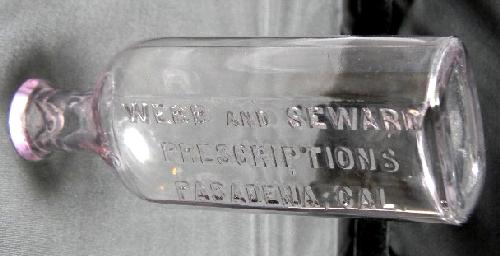 WEBB AND SEWARD
PRESCRIPTIONS
PASADENA, CAL